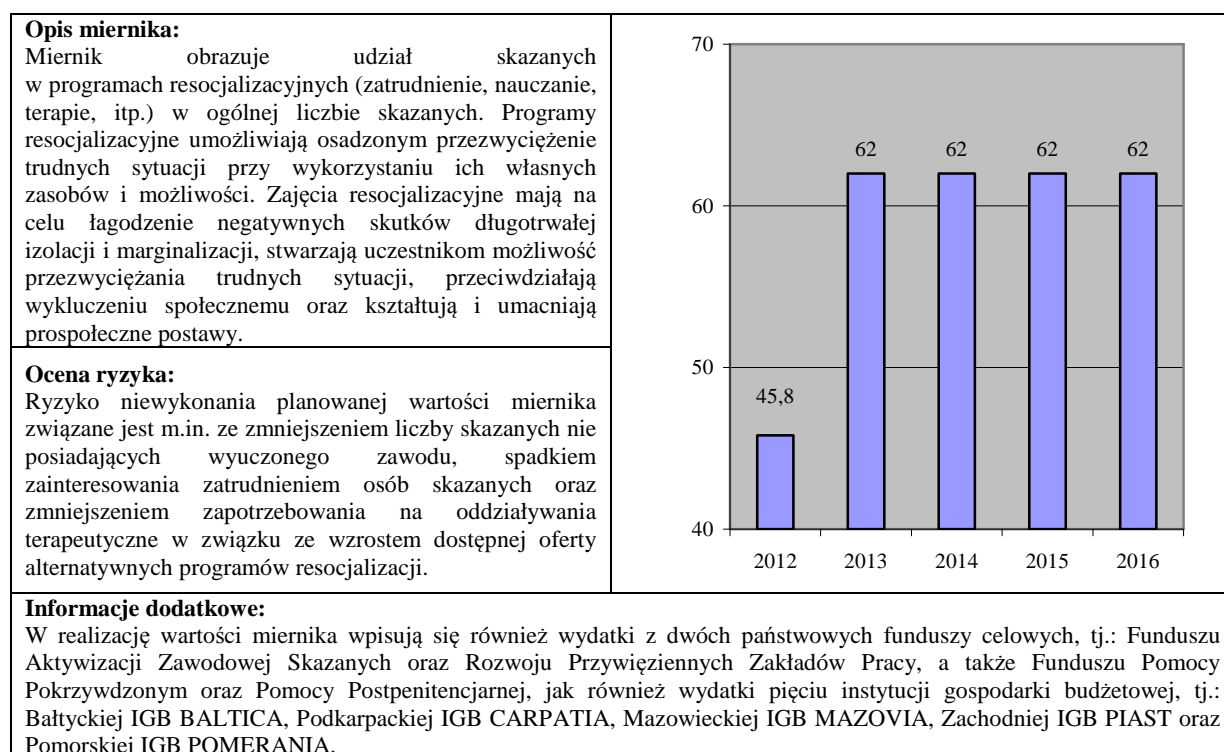 Opis miernika:
Miernik obrazuje udział skazanych
w programach resocjalizacyjnych (zatrudnienie, nauczanie,
terapie, itp.) w ogólnej liczbie skazanych. Programy
resocjalizacyjne umożliwiają osadzonym przezwyciężenie
trudnych sytuacji przy wykorzystaniu ich własnych
zasobów i możliwości. Zajęcia resocjalizacyjne mają na
celu łagodzenie negatywnych skutków długotrwałej
izolacji i marginalizacji, stwarzają uczestnikom możliwość
przezwyciężania trudnych sytuacji, przeciwdziałają
wykluczeniu społecznemu oraz kształtują i umacniają
prospołeczne postawy.
Ocena ryzyka:
Ryzyko niewykonania planowanej wartości miernika
związane jest m.in. ze zmniejszeniem liczby skazanych nie
posiadających wyuczonego zawodu, spadkiem
zainteresowania zatrudnieniem osób skazanych oraz
zmniejszeniem zapotrzebowania na oddziaływania
terapeutyczne w związku ze wzrostem dostępnej oferty
alternatywnych programów resocjalizacji.
70
62 62 62 62
60
50
45,8
40
2012 2013 2014 2015 2016
Informacje dodatkowe:
W realizację wartości miernika wpisują się również wydatki z dwóch państwowych funduszy celowych, tj.: Funduszu
Aktywizacji Zawodowej Skazanych oraz Rozwoju Przywięziennych Zakładów Pracy, a także Funduszu Pomocy
Pokrzywdzonym oraz Pomocy Postpenitencjarnej, jak również wydatki pięciu instytucji gospodarki budżetowej, tj.:
Bałtyckiej IGB BALTICA, Podkarpackiej IGB CARPATIA, Mazowieckiej IGB MAZOVIA, Zachodniej IGB PIAST oraz
Pomorskiej IGB POMERANIA.